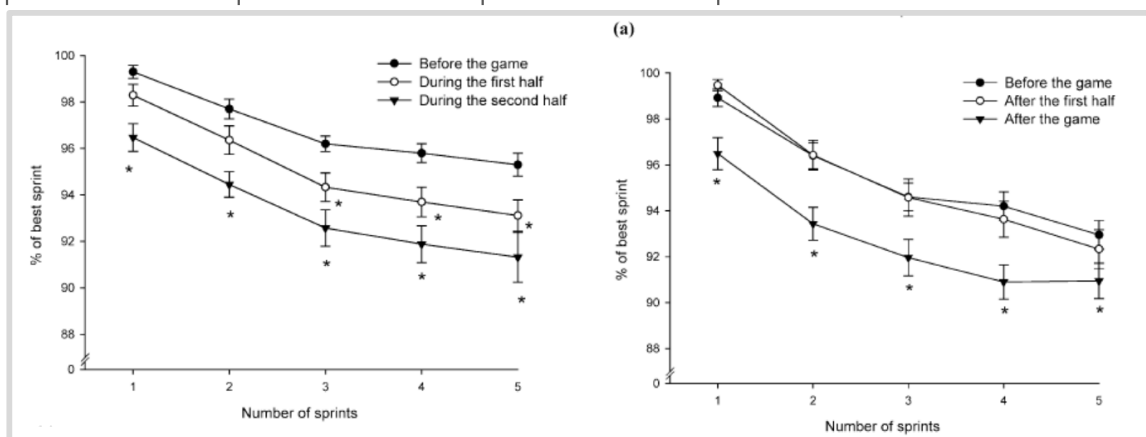 (a)
100
98
96
94
92
90
88
0
% of best sprint
Before the game
During the first half
During the second half
*
*
*
*
*
*
*
*
1 2 3 4 5
Number of sprints
100
98
96
94
92
90
88
0
% of best sprint
Before the game
After the first half
After the game
*
*
*
*
*
1 2 3 4 5
Number of sprints